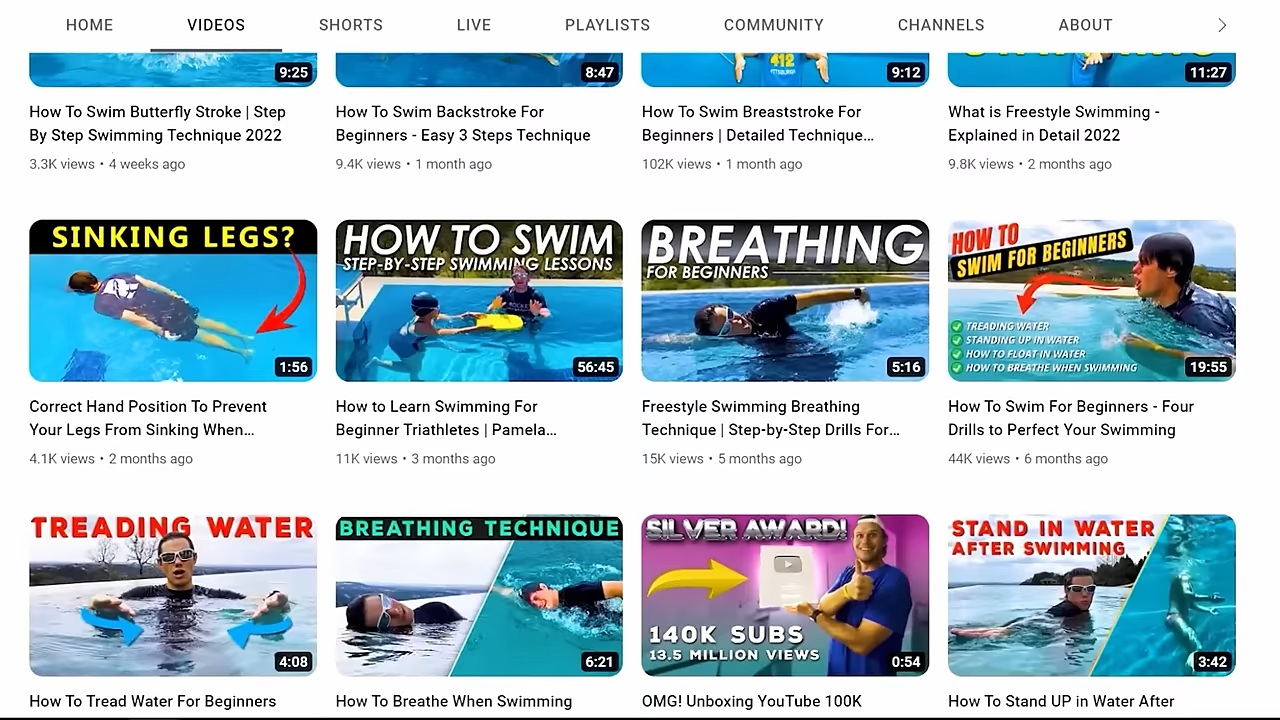 HOME VIDEOS SHORTS LIVE PLAYLISTS COMMUNITY CHANNELS ABOUT
9:25
412
PITTSBURGH
8:47
9:12
11:27
How To Swim Butterfly Stroke | Step
By Step Swimming Technique 2022
3.3K views • 4 weeks ago
How To Swim Backstroke For
Beginners - Easy 3 Steps Technique
9.4K views • 1 month ago
How To Swim Breaststroke For
Beginners | Detailed Technique...
102K views • 1 month ago
What is Freestyle Swimming -
Explained in Detail 2022
9.8K views • 2 months ago
SINKING LEGS?
1:56
Correct Hand Position To Prevent
Your Legs From Sinking When...
4.1K views • 2 months ago
HOW TO SWIM
STEP-BY-STEP SWIMMING LESSONS
56:45
How to Learn Swimming For
Beginner Triathletes | Pamela...
11K views • 3 months ago
BREATHING
FOR BEGINNERS
5:16
Freestyle Swimming Breathing
Technique | Step-by-Step Drills For...
15K views • 5 months ago
HOW TO
SWIM FOR BEGINNERS
TREADING WATER
STANDING UP IN WATER
HOW TO FLOAT IN WATER
HOW TO BREATHE WHEN SWIMMING
19:55
How To Swim For Beginners - Four
Drills to Perfect Your Swimming
44K views • 6 months ago
TREADING WATER
4:08
How To Tread Water For Beginners
BREATHING TECHNIQUE
6:21
How To Breathe When Swimming
SILVER AWARD!
140K SUBS
13.5 MILLION VIEWS
0:54
OMG! Unboxing YouTube 100K
STAND IN WATER
AFTER SWIMMING
3:42
How To Stand UP in Water After